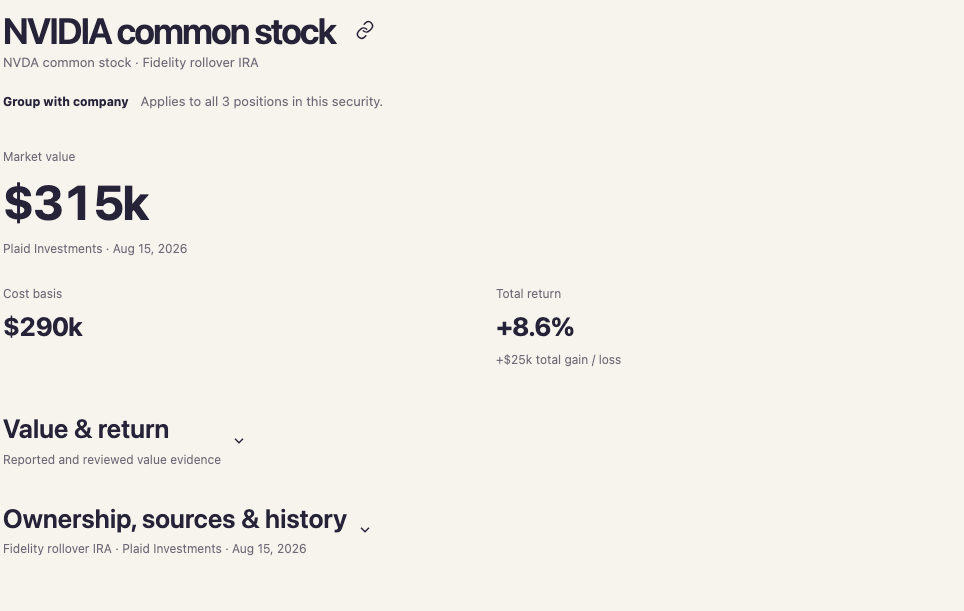 NVIDIA common stock
NVDA common stock · Fidelity rollover IRA
Group with company Applies to all 3 positions in this security.
Market value
$315k
Plaid Investments · Aug 15, 2026
Cost basis
$290k
Total return
+8.6%
+$25k total gain / loss
Value & return
Reported and reviewed value evidence
Ownership, sources & history
Fidelity rollover IRA · Plaid Investments · Aug 15, 2026